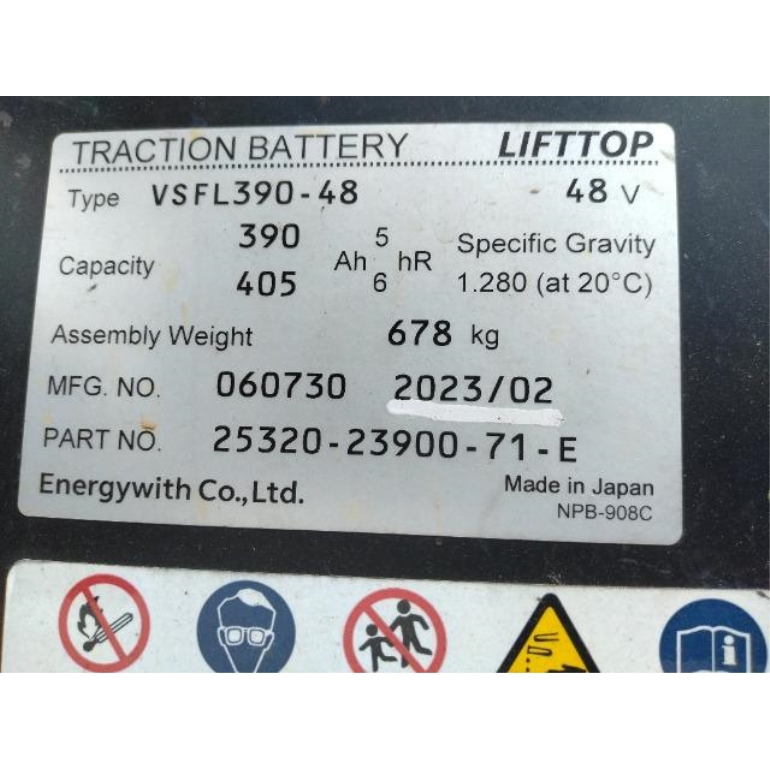 TRACTION BATTERY LIFTTOP
Type VSFL390-48 48 V
390 5 Specific Gravity
Capacity Ah hR
405 6 1.280 (at 20°C)
Assembly Weight 678 kg
MFG. NO. 060730 2023/02
PART NO. 25320-23900-71-E
Energywith Co.,Ltd. Made in Japan
NPB-908C
i